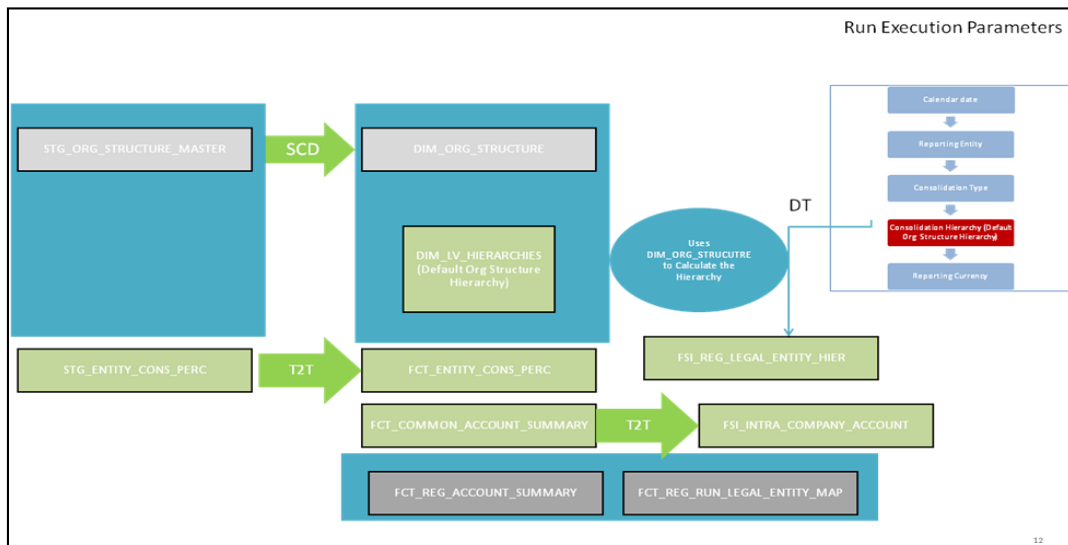 Run Execution Parameters
Calendar date
Reporting Entity
Consolidation Type
Consolidation Hierarchy (Default
Org Structure Hierarchy)
Reporting Currency
STG_ORG_STRUCTURE_MASTER
SCD
DIM_ORG_STRUCTURE
DIM_LV_HIERARCHIES
(Default Org Structure
Hierarchy)
Uses
DIM_ORG_STRUCUTRE
to Calculate the
Hierarchy
DT
STG_ENTITY_CONS_PERC
T2T
FCT_ENTITY_CONS_PERC
FSI_REG_LEGAL_ENTITY_HIER
FCT_COMMON_ACCOUNT_SUMMARY
T2T
FSI_INTRA_COMPANY_ACCOUNT
FCT_REG_ACCOUNT_SUMMARY
FCT_REG_RUN_LEGAL_ENTITY_MAP
12